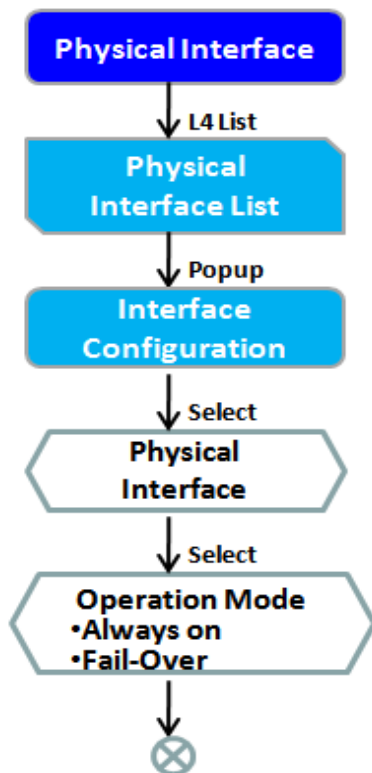 Physical Interface
L4 List
Physical
Interface List
Popup
Interface
Configuration
Select
Physical
Interface
Select
Operation Mode
•Always on
•Fail-Over